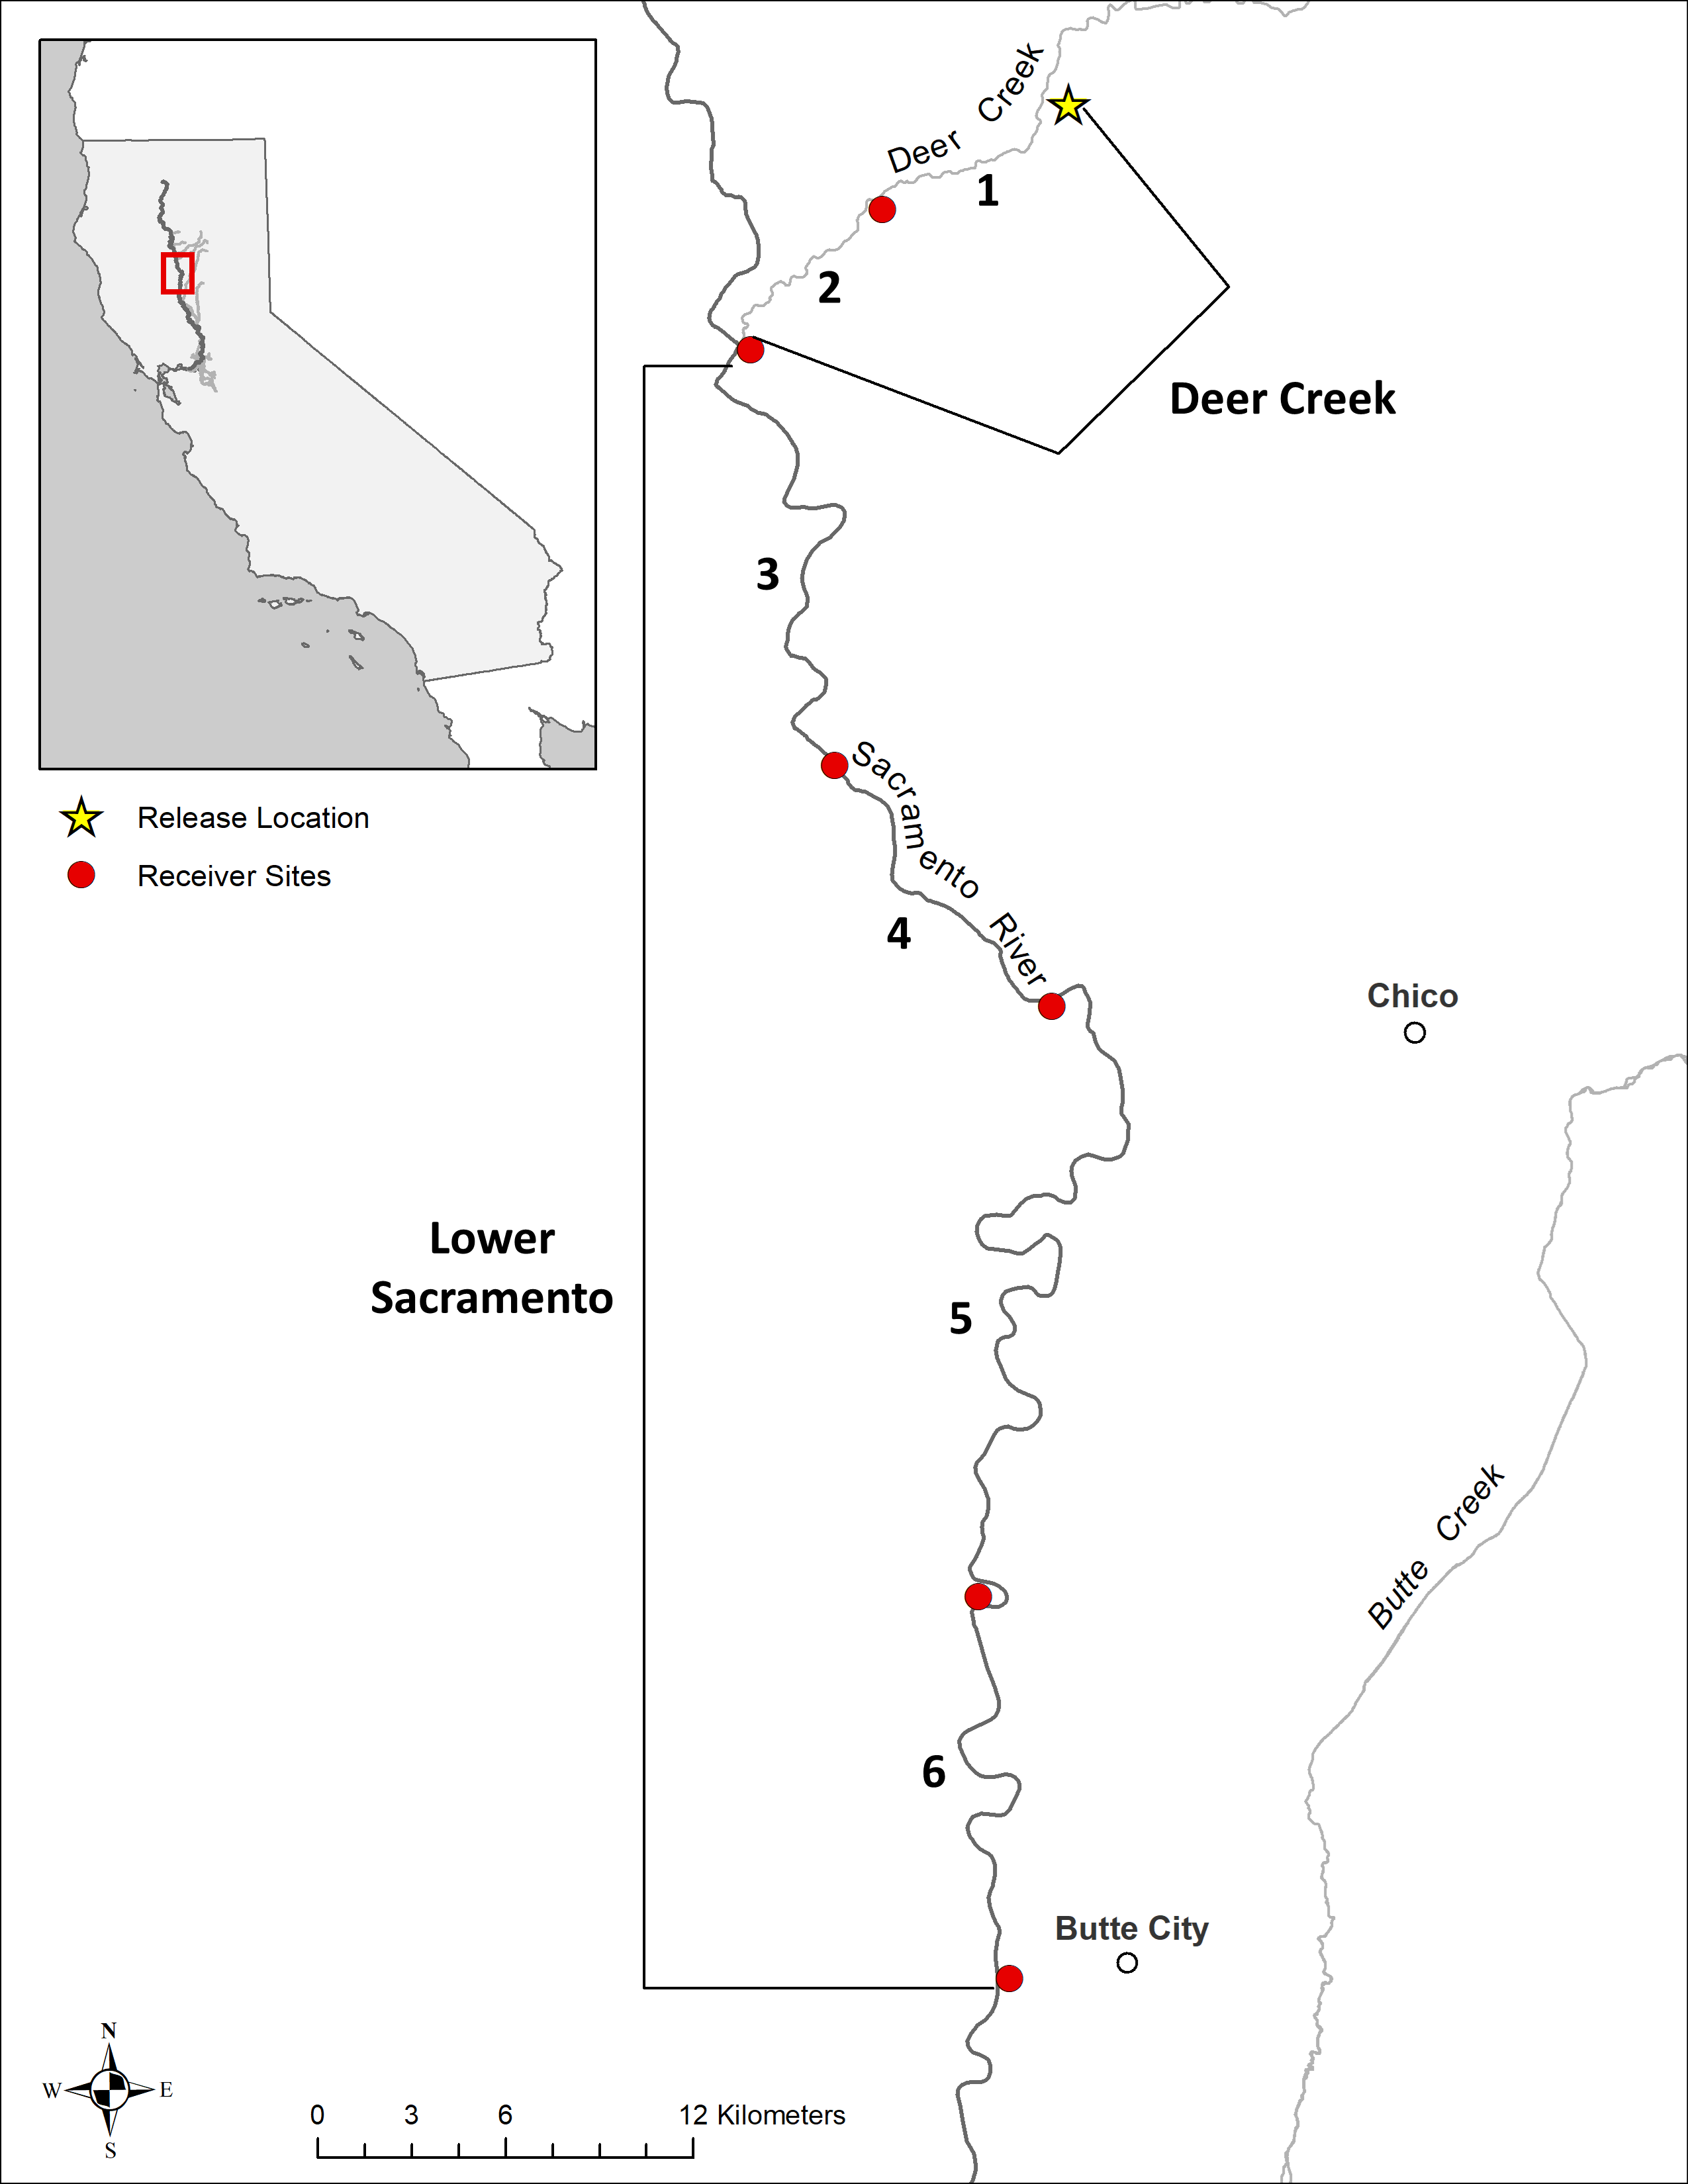 Deer Creek
1
2
Deer Creek
3
Sacramento River
Release Location
Receiver Sites
4
Chico
Lower
Sacramento
5
Butte Creek
6
Butte City
N
W E
S
0 3 6 12 Kilometers